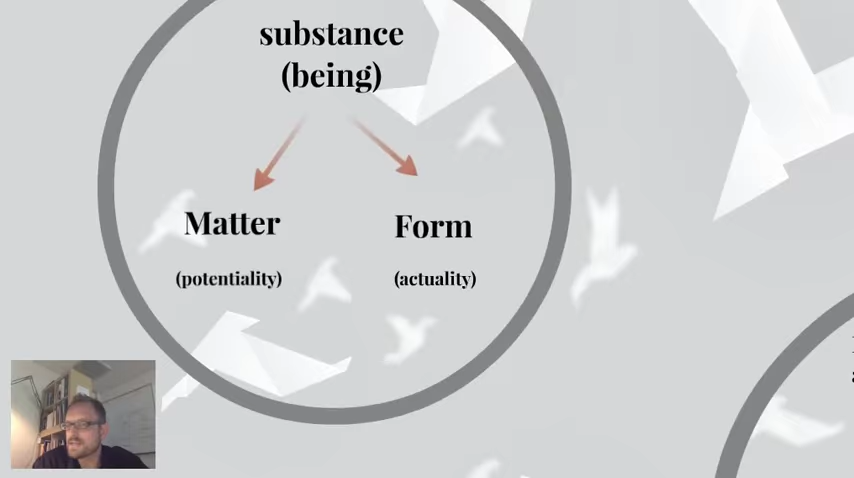 substance
(being)
Matter Form
(potentiality) (actuality)